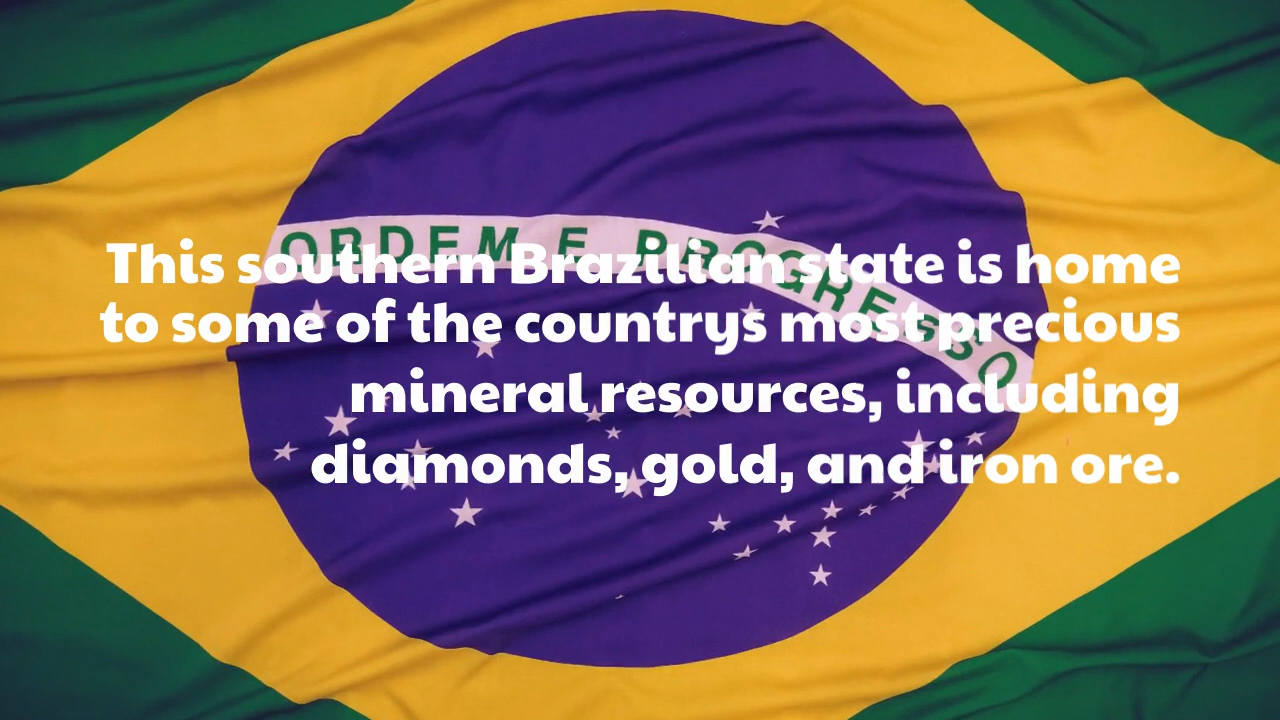 ORDEM E PROGRESSO
This southern Brazilian state is home
to some of the countrys most precious
mineral resources, including
diamonds, gold, and iron ore.